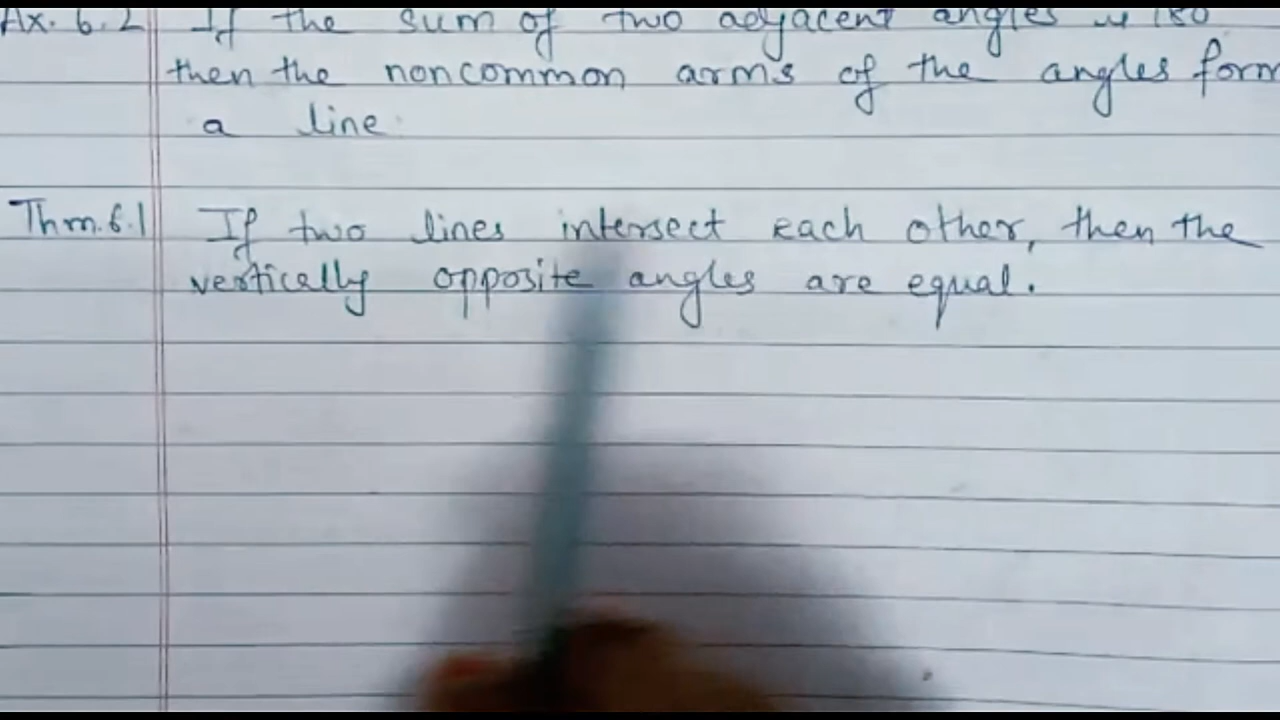 Ax. 6.2 If the sum of two adjacent angles is 180
then the noncommon arms of the angles form
a line.
Thm. 6.1 If two lines intersect each other, then the
vertically opposite angles are equal.